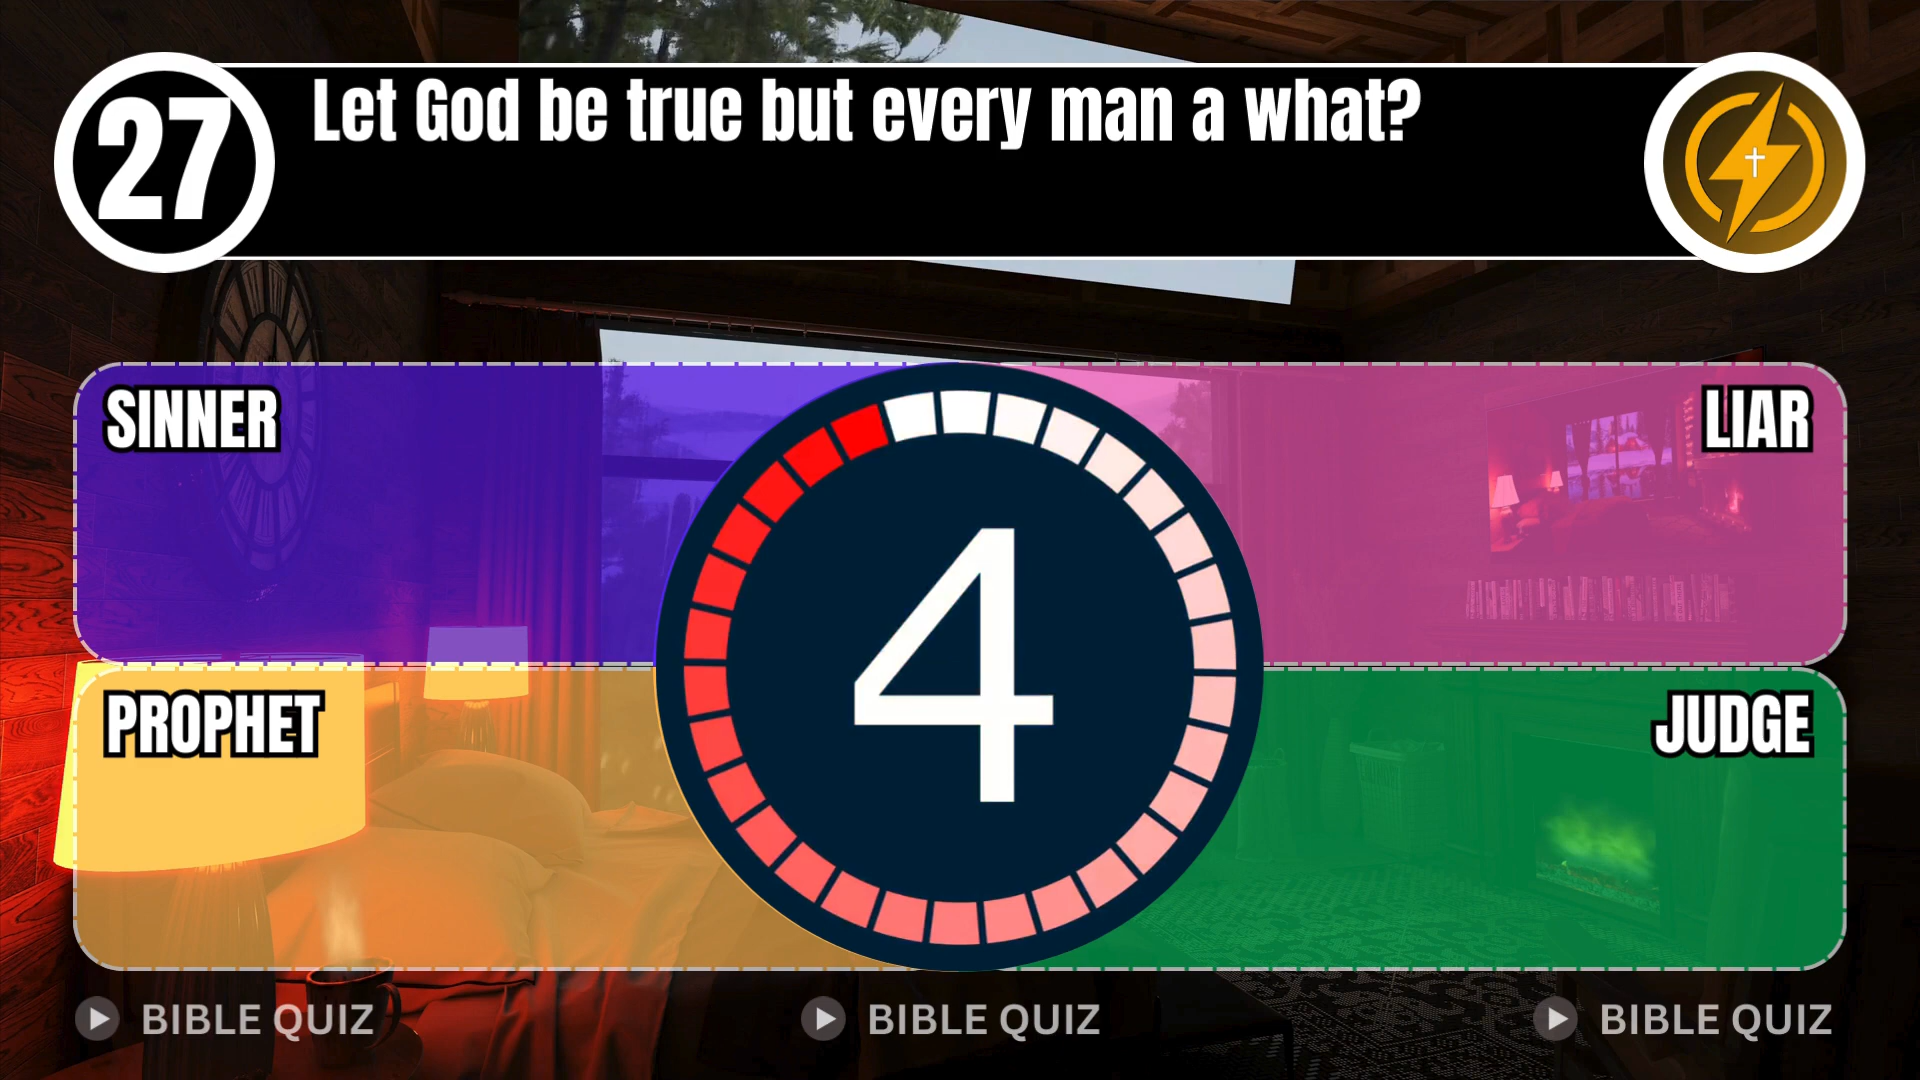 27
Let God be true but every man a what?
SINNER
LIAR
4
PROPHET
JUDGE
BIBLE QUIZ
BIBLE QUIZ
BIBLE QUIZ